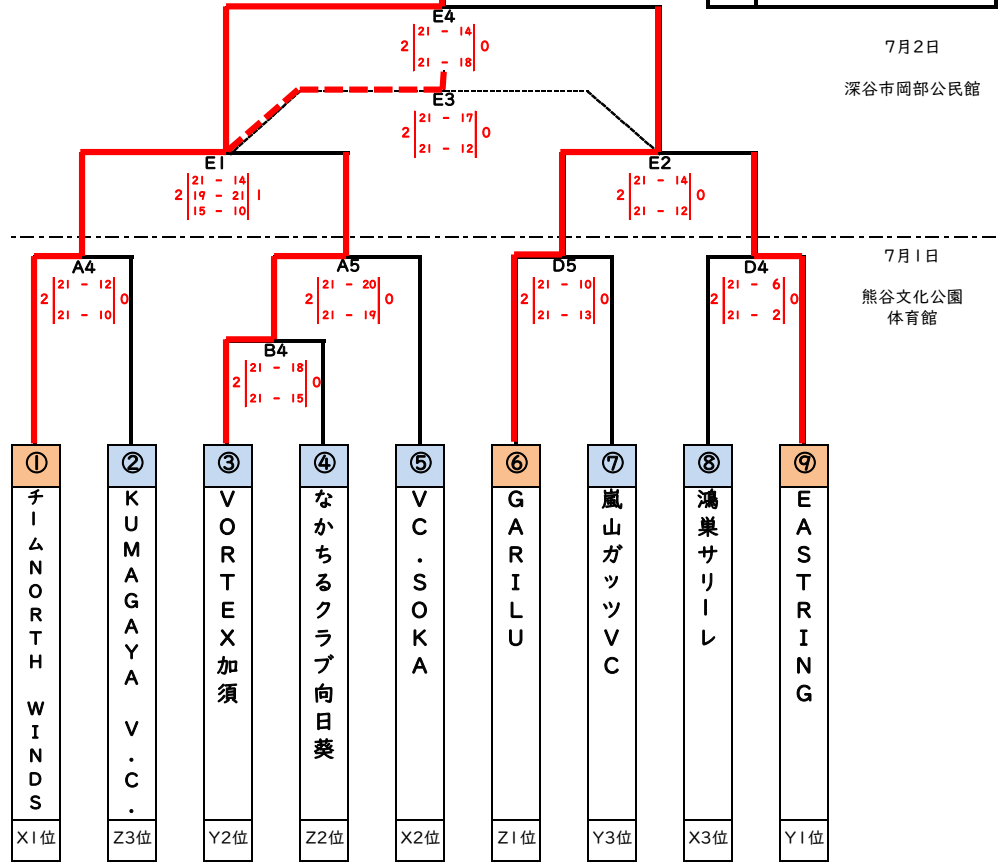 E4
21 - 14
2 0
21 - 18
7月2日
深谷市岡部公民館
E3
21 - 17
2 0
21 - 12
E1
21 - 14
2 19 - 21 1
15 - 10
E2
21 - 14
2 0
21 - 12
7月1日
熊谷文化公園
体育館
A4
21 - 12
2 0
21 - 10
A5
21 - 20
2 0
21 - 19
D5
21 - 10
2 0
21 - 13
D4
21 - 6
2 0
21 - 2
B4
21 - 18
2 0
21 - 15
① ② ③ ④ ⑤ ⑥ ⑦ ⑧ ⑨
チームNORTH WINDS
KUMAGAYA V.C.
VORTEX加須
なかちるクラブ向日葵
VC.SOKA
GARILU
嵐山ガッツVC
鴻巣サリーレ
EASTRING
X1位 Z3位 Y2位 Z2位 X2位 Z1位 Y3位 X3位 Y1位